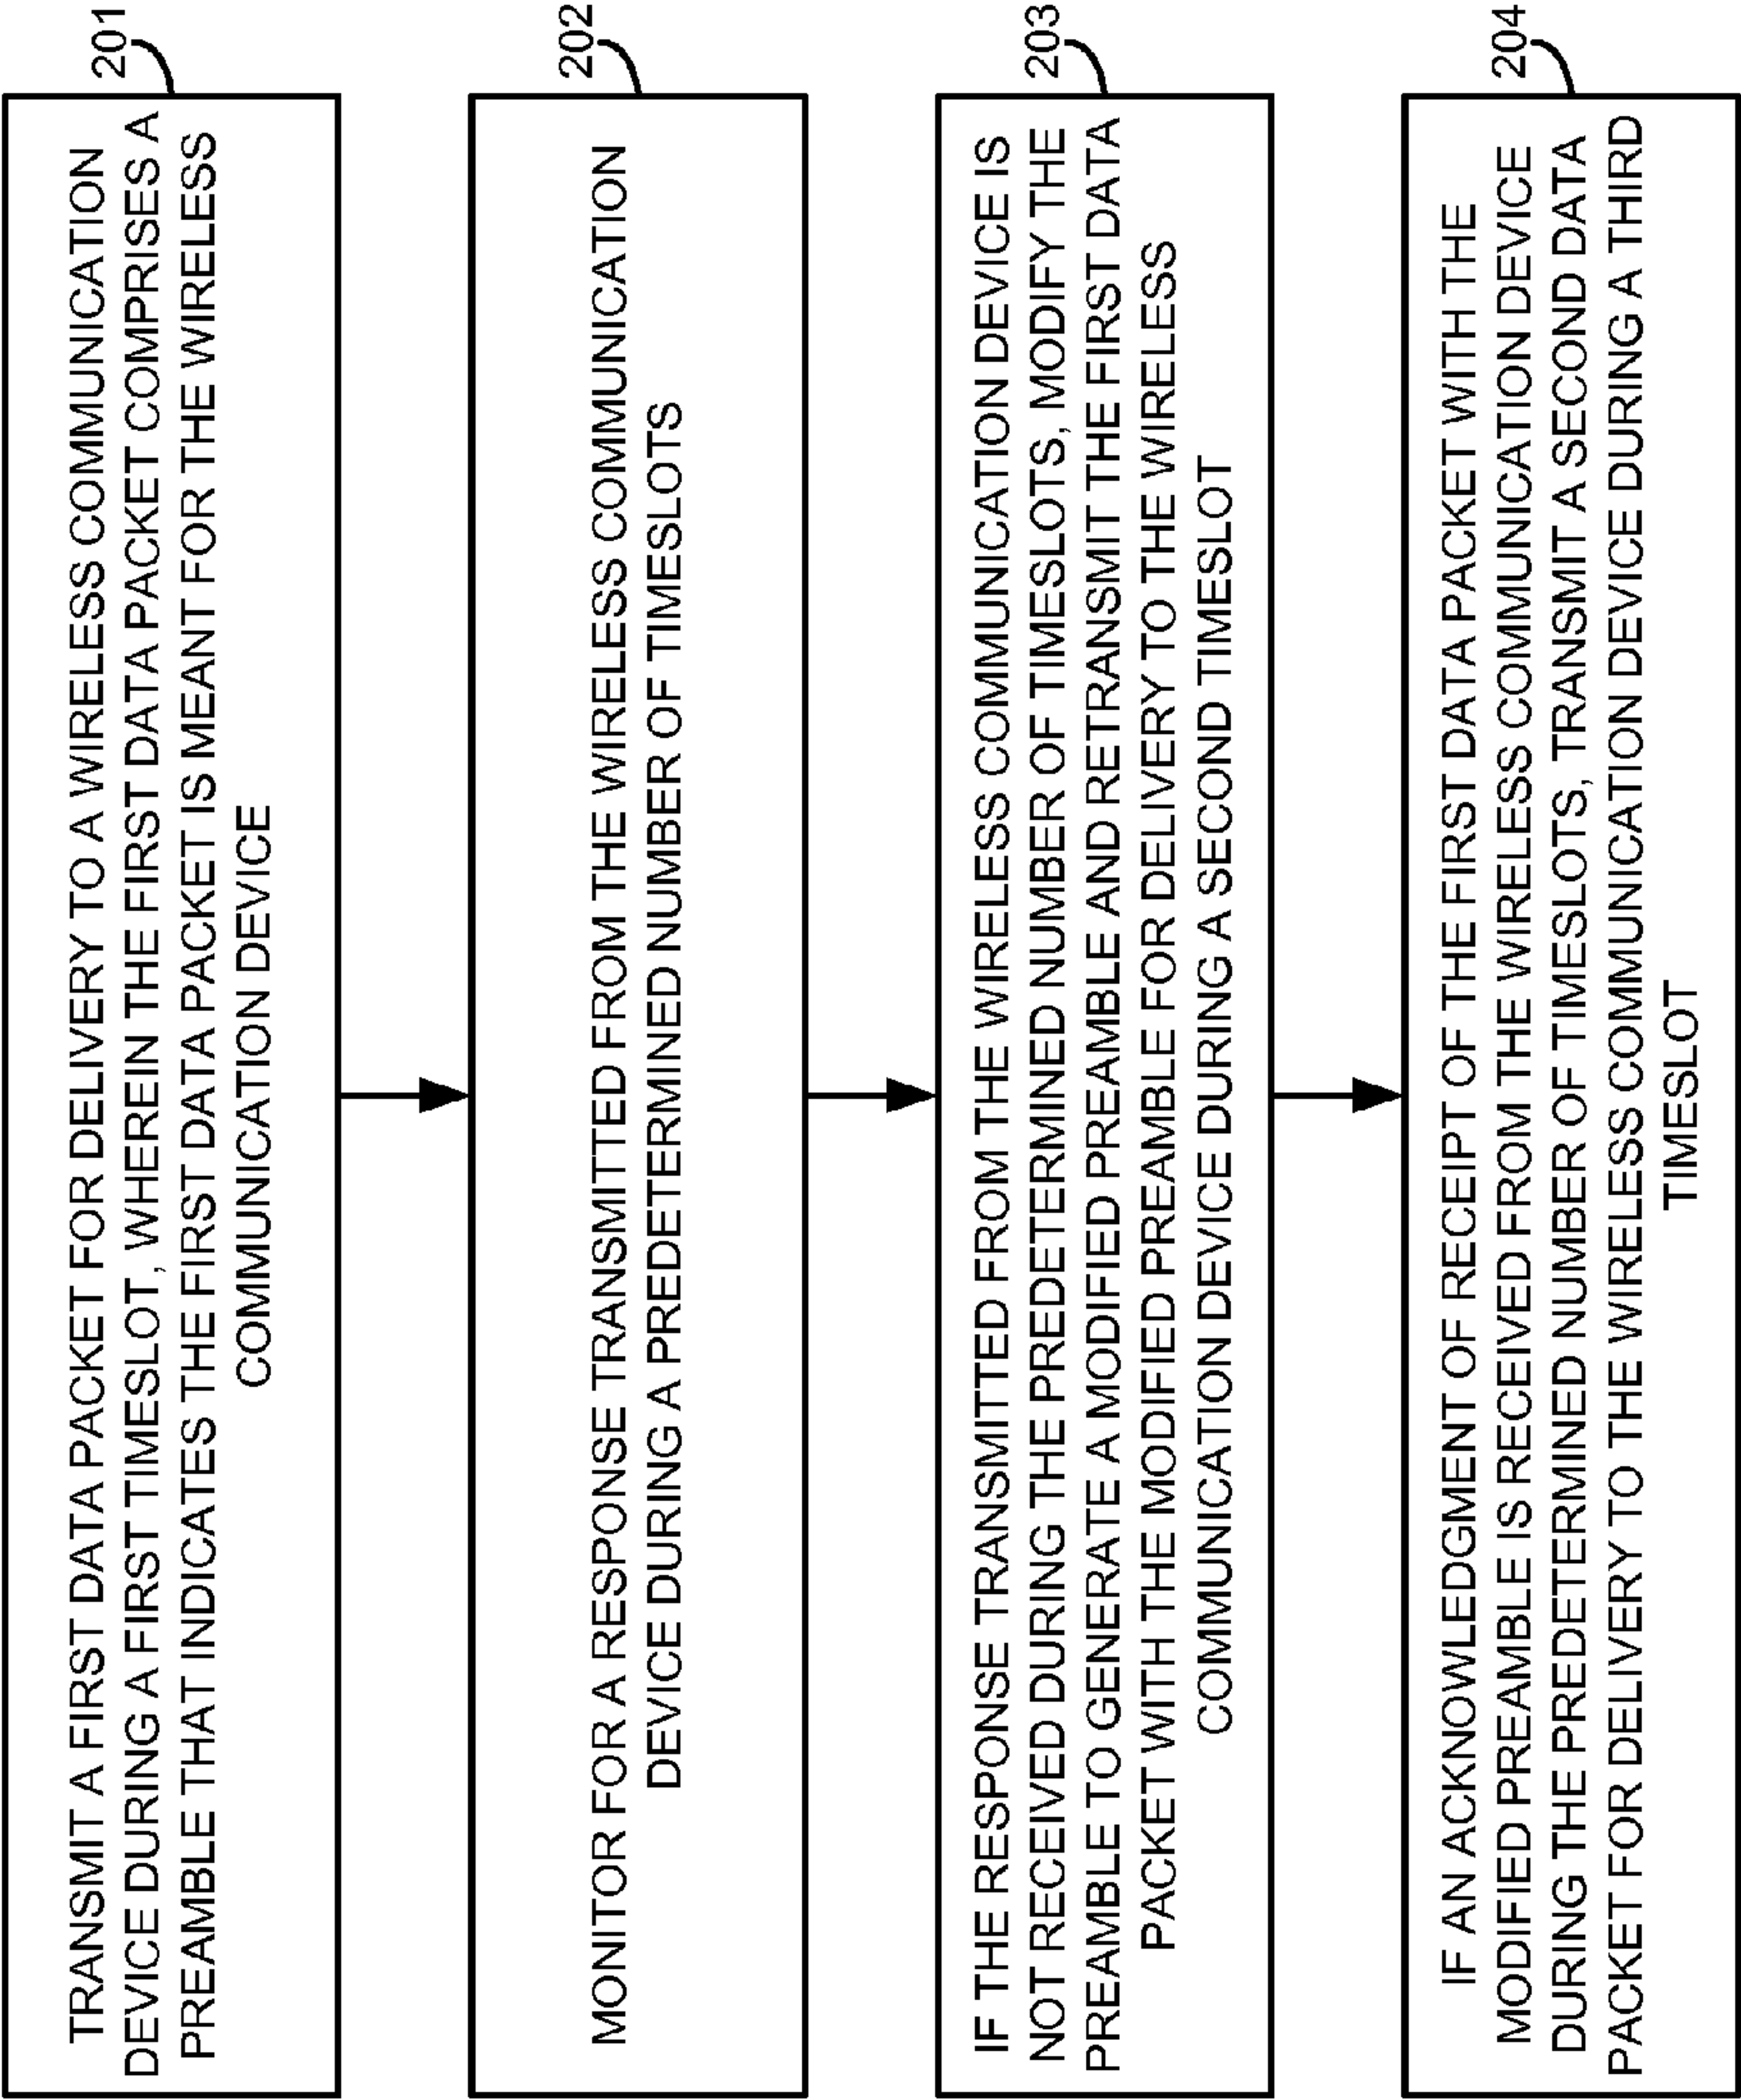 201
TRANSMIT A FIRST DATA PACKET FOR DELIVERY TO A WIRELESS COMMUNICATION
DEVICE DURING A FIRST TIMESLOT, WHEREIN THE FIRST DATA PACKET COMPRISES A
PREAMBLE THAT INDICATES THE FIRST DATA PACKET IS MEANT FOR THE WIRELESS
COMMUNICATION DEVICE
202
MONITOR FOR A RESPONSE TRANSMITTED FROM THE WIRELESS COMMUNICATION
DEVICE DURING A PREDETERMINED NUMBER OF TIMESLOTS
203
IF THE RESPONSE TRANSMITTED FROM THE WIRELESS COMMUNICATION DEVICE IS
NOT RECEIVED DURING THE PREDETERMINED NUMBER OF TIMESLOTS, MODIFY THE
PREAMBLE TO GENERATE A MODIFIED PREAMBLE AND RETRANSMIT THE FIRST DATA
PACKET WITH THE MODIFIED PREAMBLE FOR DELIVERY TO THE WIRELESS
COMMUNICATION DEVICE DURING A SECOND TIMESLOT
204
IF AN ACKNOWLEDGMENT OF RECEIPT OF THE FIRST DATA PACKET WITH THE
MODIFIED PREAMBLE IS RECEIVED FROM THE WIRELESS COMMUNICATION DEVICE
DURING THE PREDETERMINED NUMBER OF TIMESLOTS, TRANSMIT A SECOND DATA
PACKET FOR DELIVERY TO THE WIRELESS COMMUNICATION DEVICE DURING A THIRD
TIMESLOT